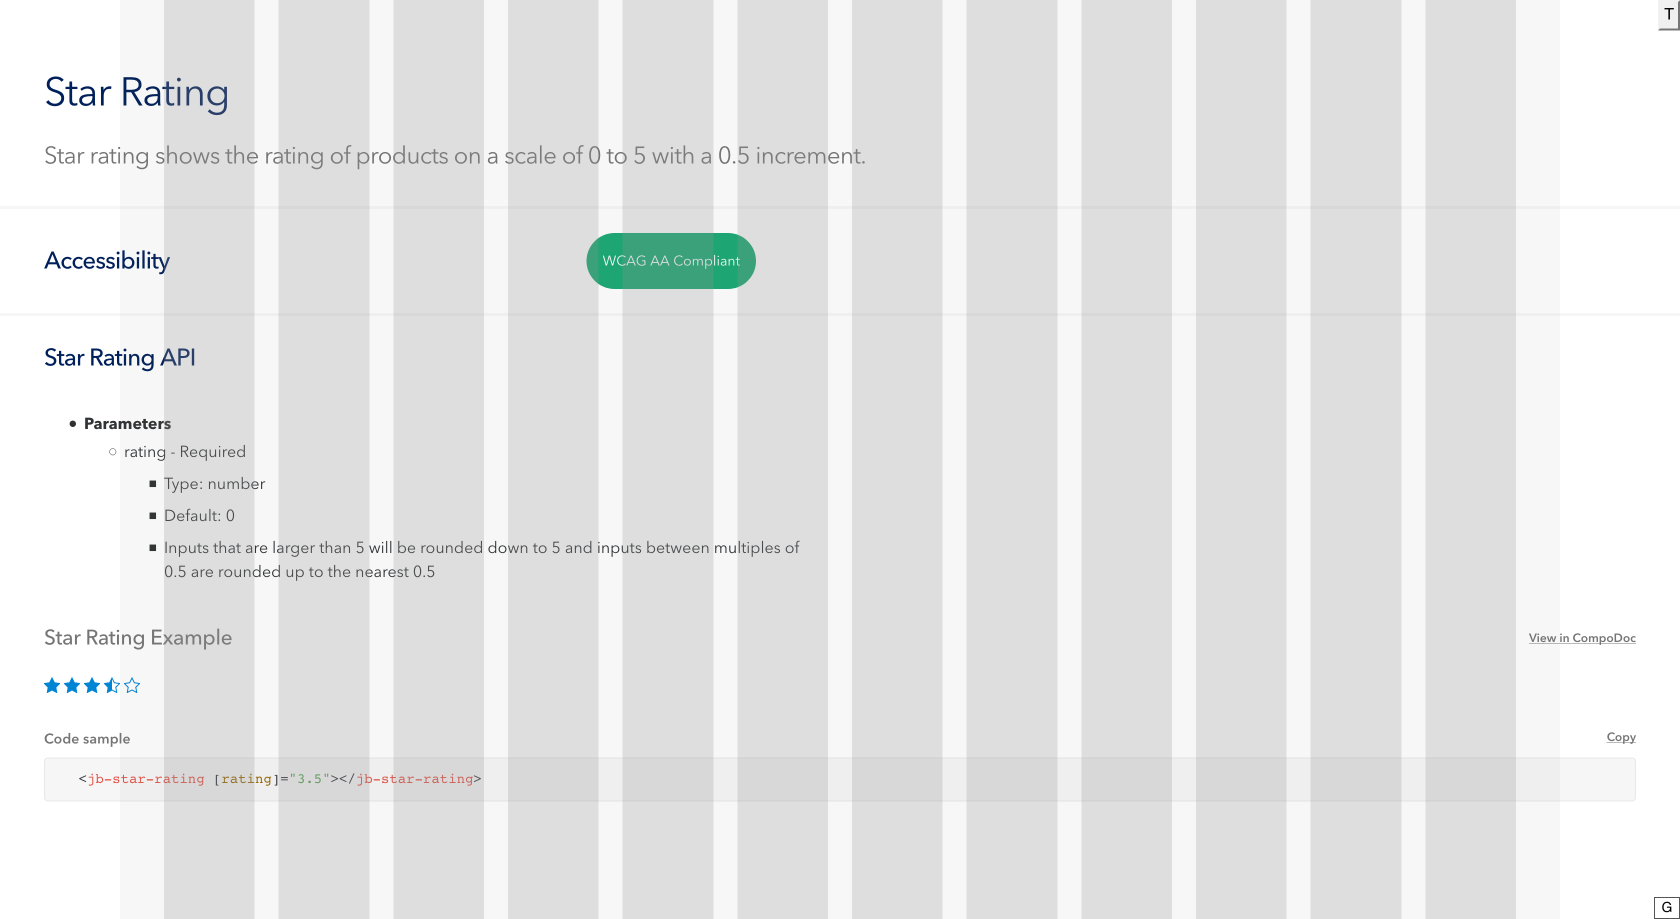 T
Star Rating
Star rating shows the rating of products on a scale of 0 to 5 with a 0.5 increment.
Accessibility
WCAG AA Compliant
Star Rating API
Parameters
rating - Required
Type: number
Default: 0
Inputs that are larger than 5 will be rounded down to 5 and inputs between multiples of
0.5 are rounded up to the nearest 0.5
Star Rating Example
View in CompoDoc
Code sample
Copy
<jb-star-rating [rating]="3.5"></jb-star-rating>
G